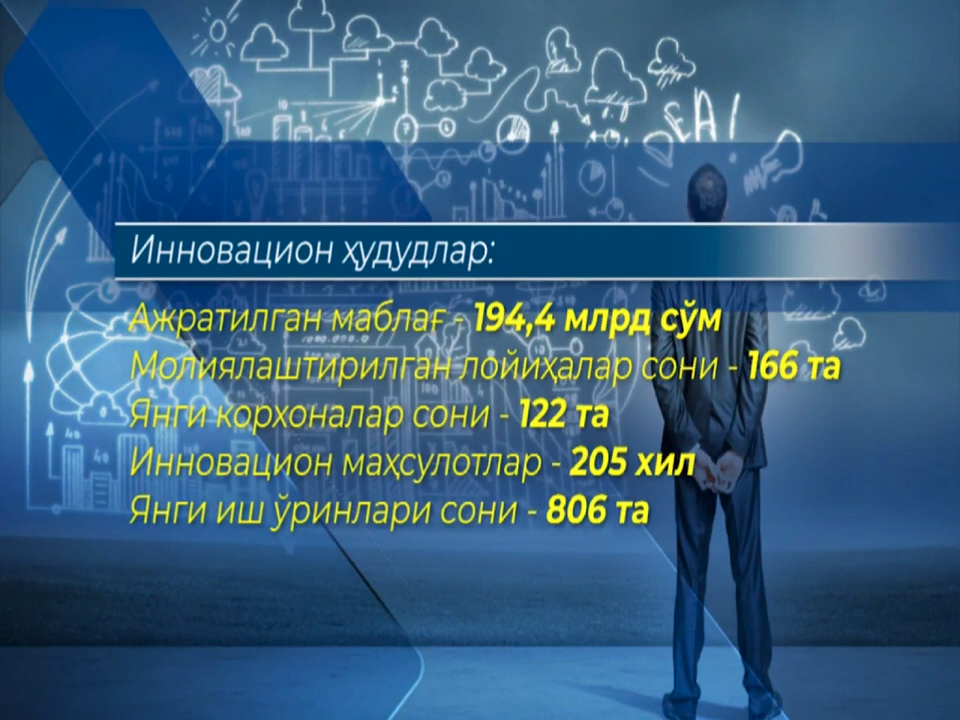 Инновацион ҳудудлар:
Ажратилган маблағ - 194,4 млрд сўм
Молиялаштирилган лойиҳалар сони - 166 та
Янги корхоналар сони - 122 та
Инновацион маҳсулотлар - 205 хил
Янги иш ўринлари сони - 806 та